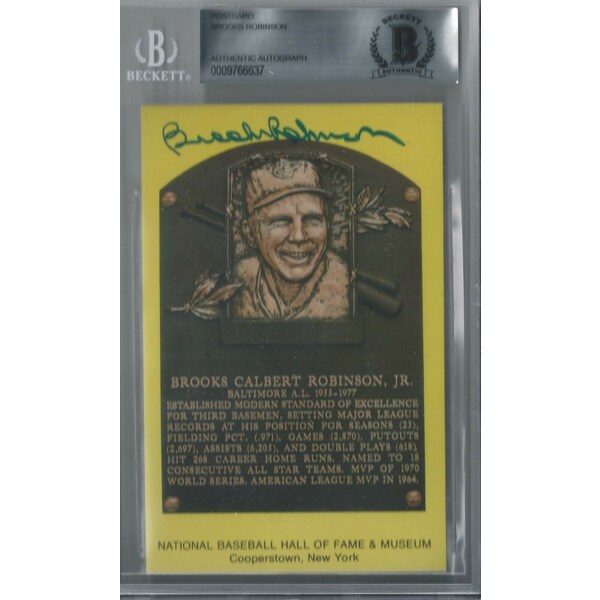 B
BECKETT
POSTCARD
BROOKS ROBINSON
AUTHENTIC AUTOGRAPH
0009766637
BECKETT
B
AUTHENTIC
Brooks Robinson
BROOKS CALBERT ROBINSON, JR.
BALTIMORE A.L. 1955–1977
ESTABLISHED MODERN STANDARD OF EXCELLENCE
FOR THIRD BASEMEN, SETTING MAJOR LEAGUE
RECORDS AT HIS POSITION FOR SEASONS (23),
FIELDING PCT. (.971), GAMES (2,870), PUTOUTS
(2,697), ASSISTS (6,205), AND DOUBLE PLAYS (618).
HIT 268 CAREER HOME RUNS. NAMED TO 18
CONSECUTIVE ALL STAR TEAMS. MVP OF 1970
WORLD SERIES. AMERICAN LEAGUE MVP IN 1964.
NATIONAL BASEBALL HALL OF FAME & MUSEUM
Cooperstown, New York